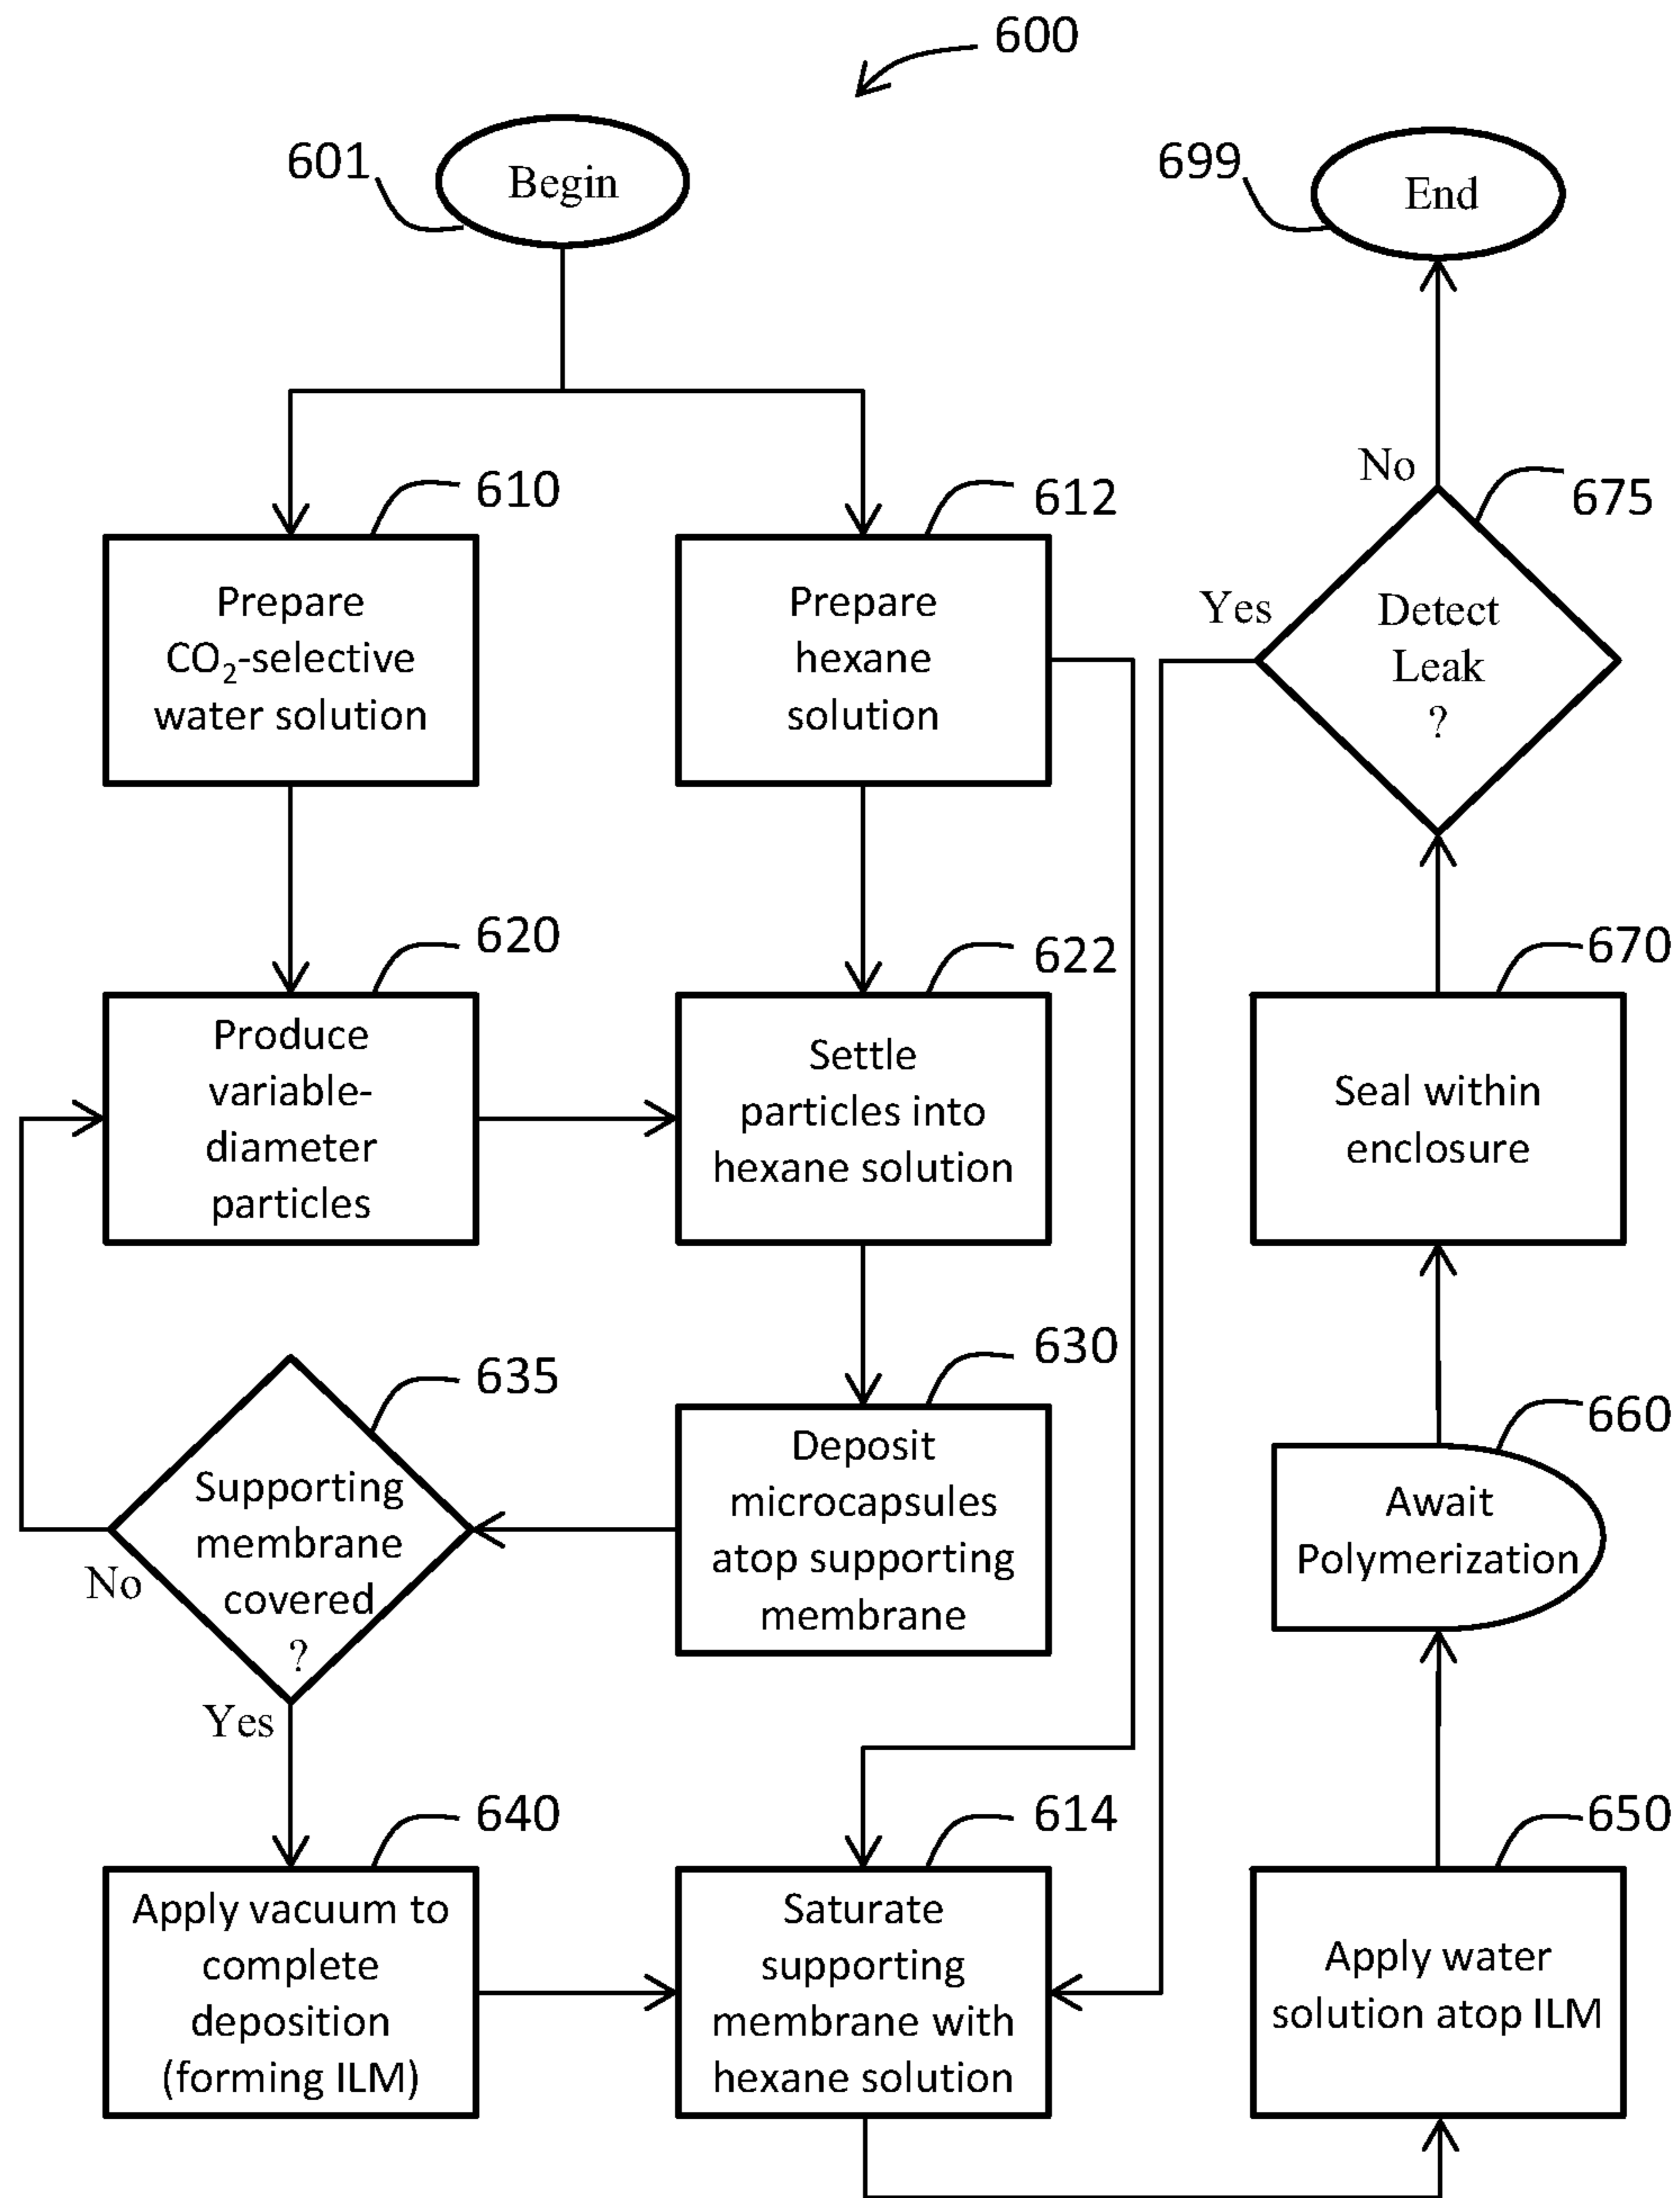 600
601
Begin
699
End
610
Prepare
CO₂-selective
water solution
612
Prepare
hexane
solution
No
675
Yes
Detect
Leak
?
620
Produce
variable-
diameter
particles
622
Settle
particles into
hexane solution
670
Seal within
enclosure
635
Supporting
membrane
covered
?
No
Yes
630
Deposit
microcapsules
atop supporting
membrane
660
Await
Polymerization
640
Apply vacuum to
complete
deposition
(forming ILM)
614
Saturate
supporting
membrane with
hexane solution
650
Apply water
solution atop ILM